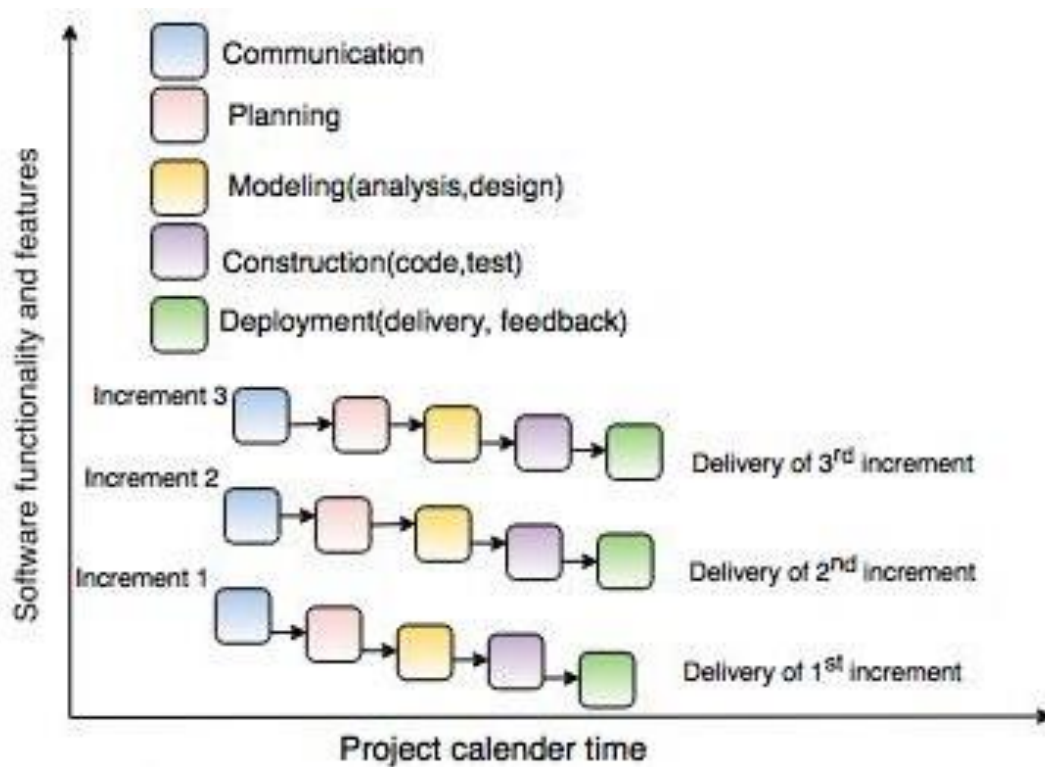 Communication
Planning
Modeling(analysis,design)
Construction(code,test)
Deployment(delivery, feedback)
Software functionality and features
Increment 3
Delivery of 3rd increment
Increment 2
Delivery of 2nd increment
Increment 1
Delivery of 1st increment
Project calender time